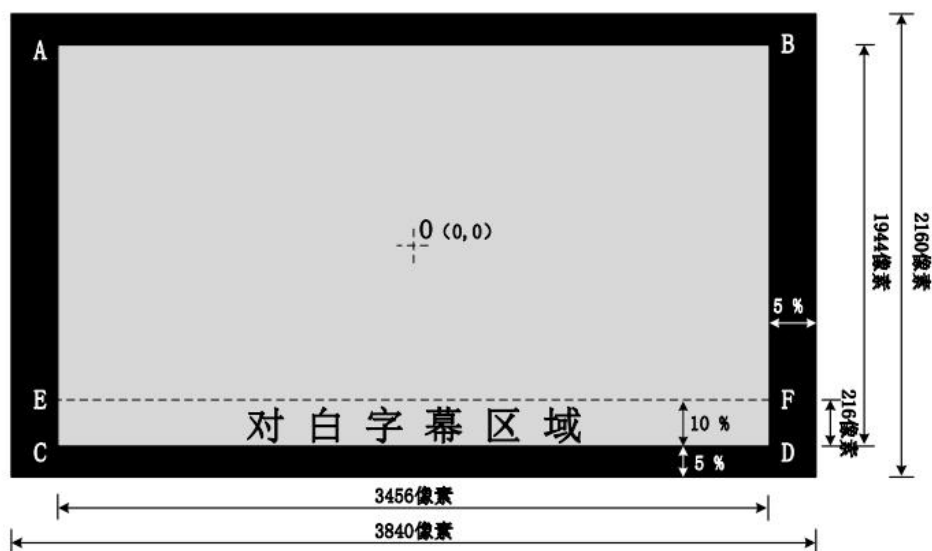 A
B
O (0,0)
5 %
E
F
对白字幕区域
10 %
C
D
5 %
216像素
1944像素
2160像素
3456像素
3840像素